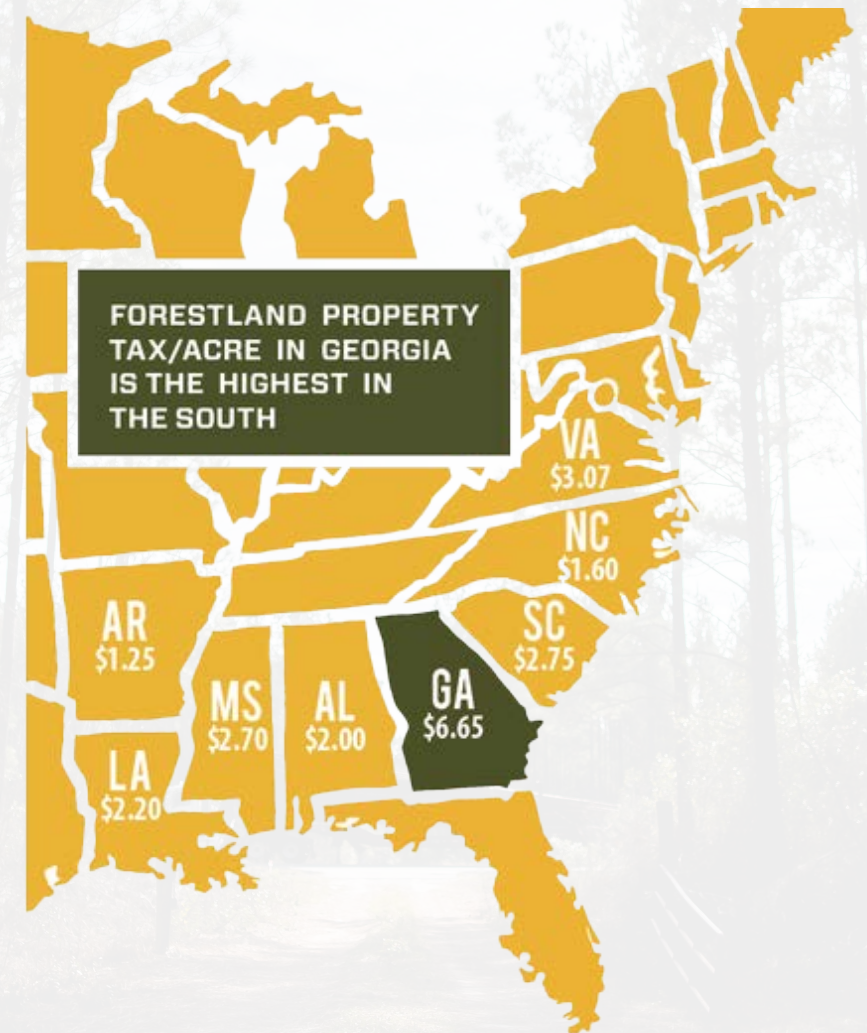 FORESTLAND PROPERTY
TAX/ACRE IN GEORGIA
IS THE HIGHEST IN
THE SOUTH
VA
$3.07
NC
$1.60
AR
$1.25
SC
$2.75
MS
$2.70
AL
$2.00
GA
$6.65
LA
$2.20